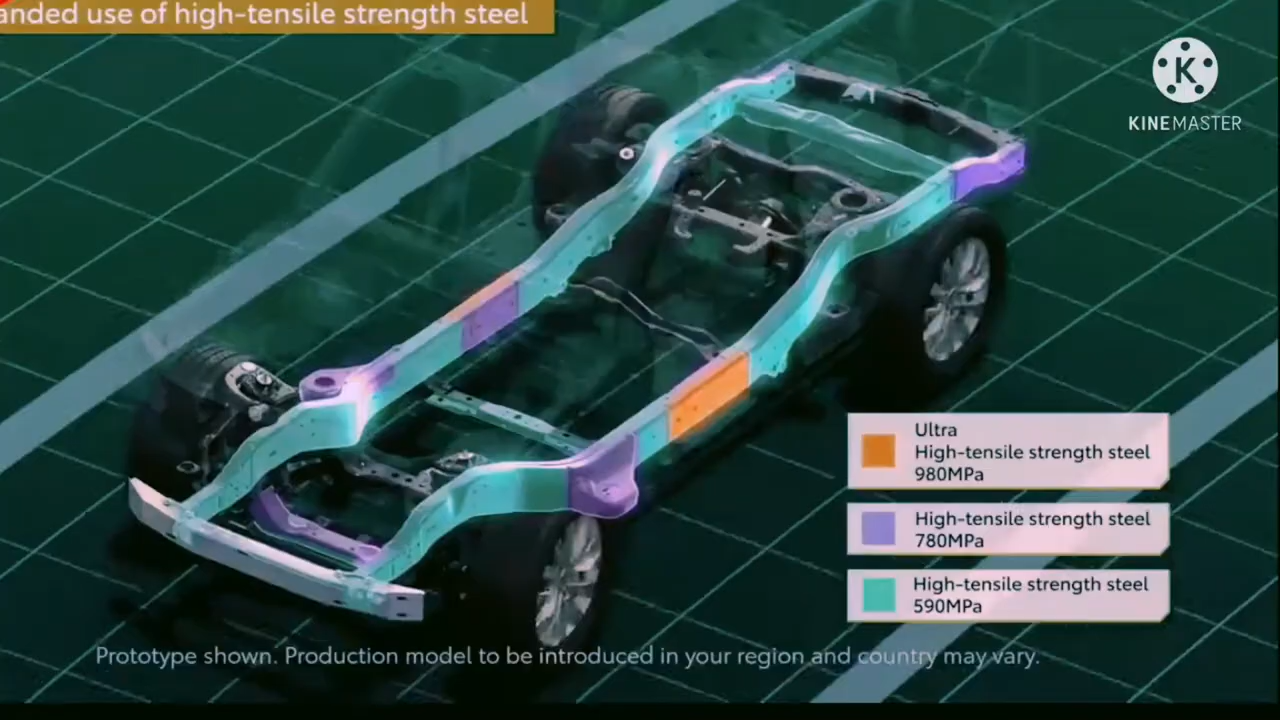 anded use of high-tensile strength steel
K
KINEMASTER
Ultra
High-tensile strength steel
980MPa
High-tensile strength steel
780MPa
High-tensile strength steel
590MPa
Prototype shown. Production model to be introduced in your region and country may vary.